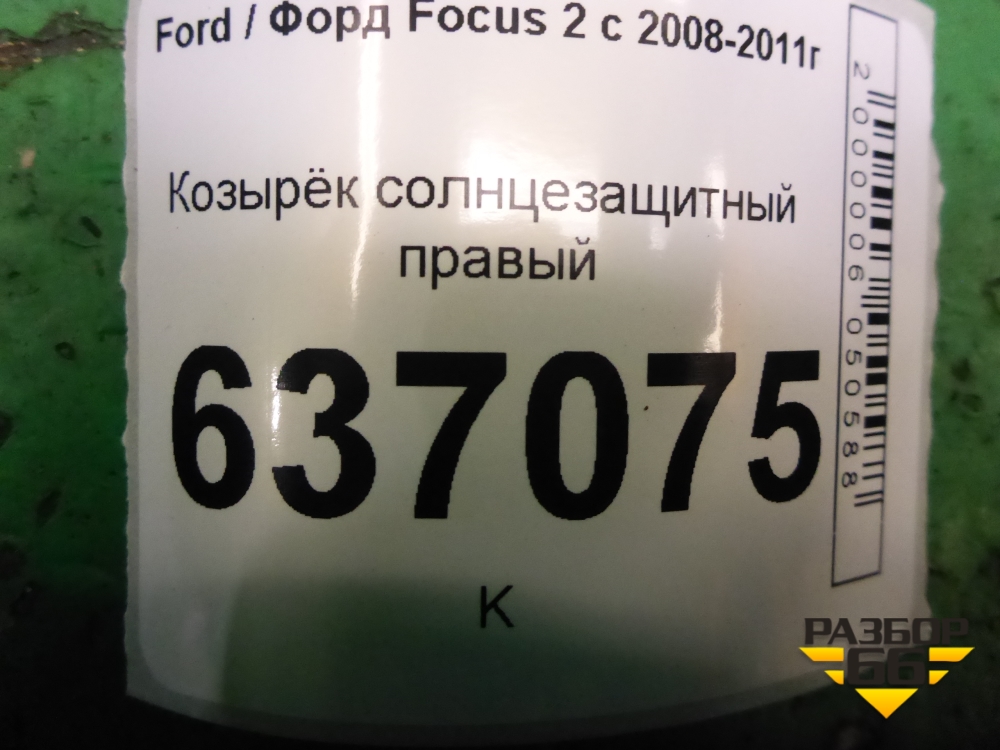 Ford / Форд Focus 2 с 2008-2011г
Козырёк солнцезащитный
правый
637075
К
2000006050588
РАЗБОР
66